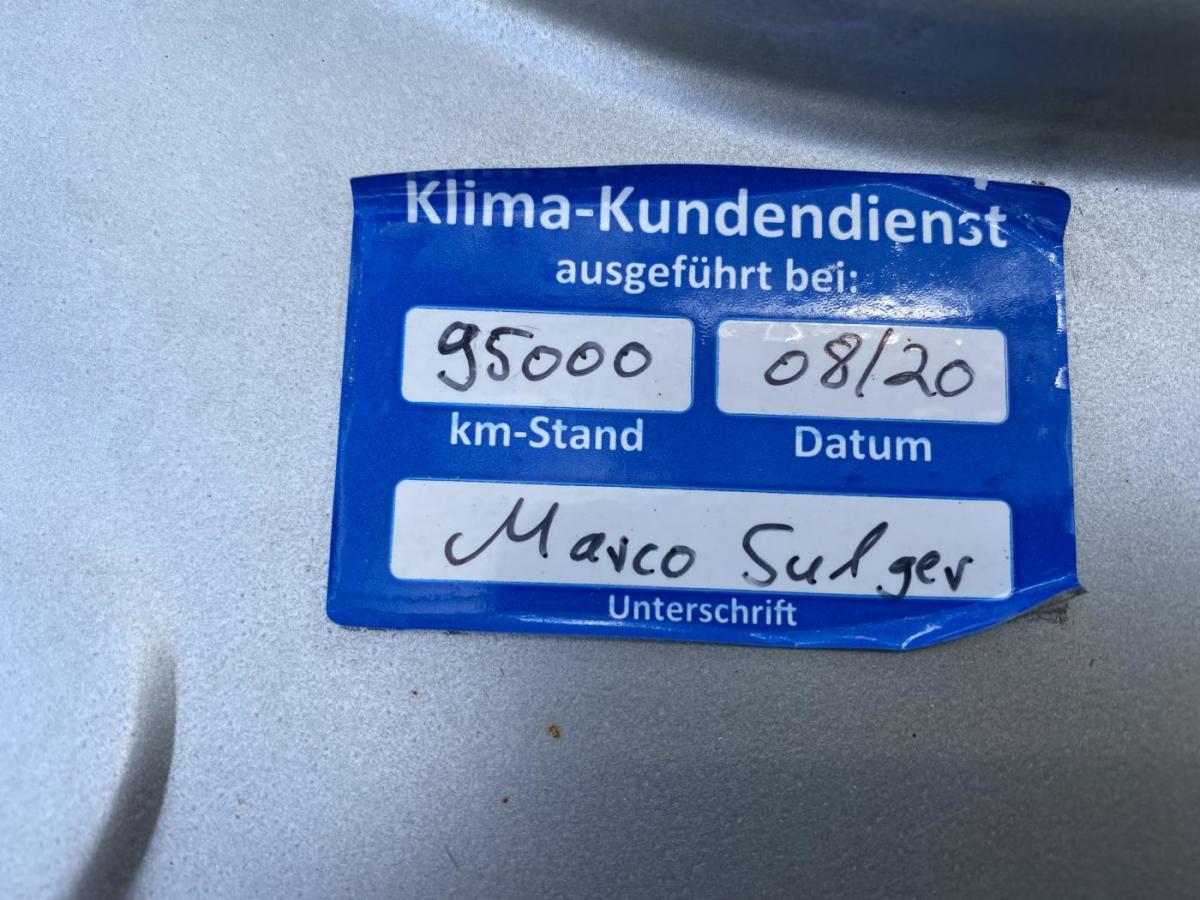 Klima-Kundendienst
ausgeführt bei:
95000 08/20
km-Stand Datum
Marco Sulger
Unterschrift